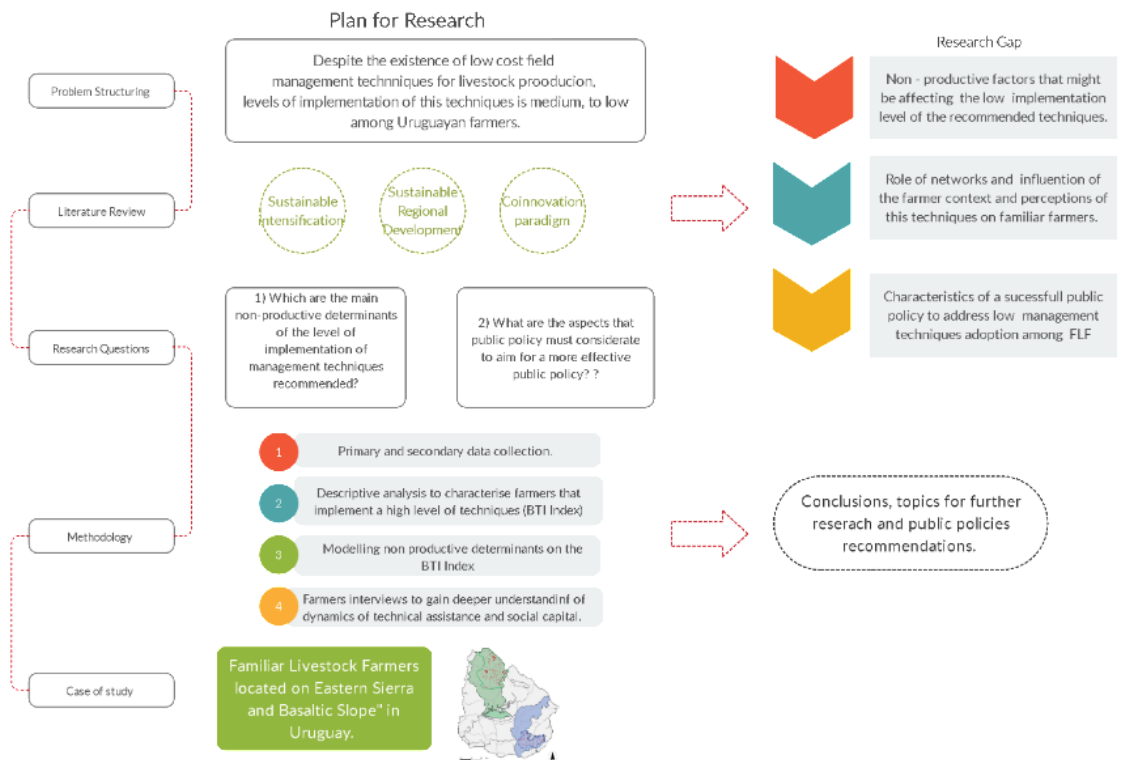 Plan for Research
Problem Structuring
Despite the existence of low cost field
management technniques for livestock prooducion,
levels of implementation of this techniques is medium, to low
among Uruguayan farmers.
Research Gap
Non - productive factors that might
be affecting the low implementation
level of the recommended techniques.
Literature Review
Sustainable
intensification
Sustainable
Regional
Development
Coinnovation
paradigm
Role of networks and influention of
the farmer context and perceptions of
this techniques on familiar farmers.
Research Questions
1) Which are the main
non-productive determinants
of the level of
implementation of
management techniques
recommended?
2) What are the aspects that
public policy must considerate
to aim for a more effective
public policy? ?
Characteristics of a sucessfull public
policy to address low management
techniques adoption among FLF
Methodology
1
Primary and secondary data collection.
2
Descriptive analysis to characterise farmers that
implement a high level of techniques (BTI Index)
3
Modelling non productive determinants on the
BTI Index
4
Farmers interviews to gain deeper understandinf of
dynamics of technical assistance and social capital.
Conclusions, topics for further
reserach and public policies
recommendations.
Case of study
Familiar Livestock Farmers
located on Eastern Sierra
and Basaltic Slope" in
Uruguay.